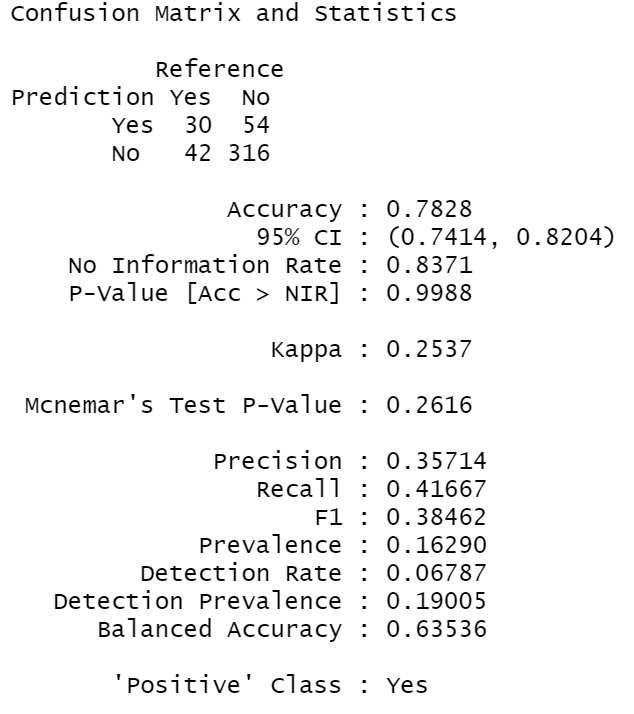 Confusion Matrix and Statistics
Reference
Prediction Yes No
Yes 30 54
No 42 316
Accuracy : 0.7828
95% CI : (0.7414, 0.8204)
No Information Rate : 0.8371
P-Value [Acc > NIR] : 0.9988
Kappa : 0.2537
Mcnemar's Test P-Value : 0.2616
Precision : 0.35714
Recall : 0.41667
F1 : 0.38462
Prevalence : 0.16290
Detection Rate : 0.06787
Detection Prevalence : 0.19005
Balanced Accuracy : 0.63536
'Positive' Class : Yes